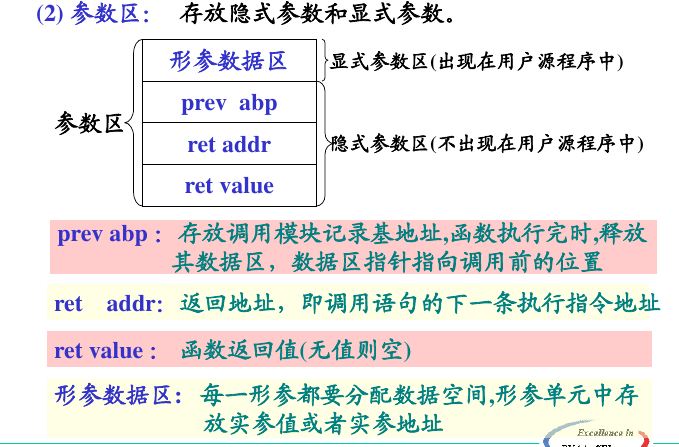 (2) 参数区： 存放隐式参数和显式参数。
形参数据区
显式参数区(出现在用户源程序中)
prev abp
参数区
ret addr
隐式参数区(不出现在用户源程序中)
ret value
prev abp： 存放调用模块记录基地址,函数执行完时,释放
其数据区，数据区指针指向调用前的位置
ret addr： 返回地址，即调用语句的下一条执行指令地址
ret value： 函数返回值(无值则空)
形参数据区： 每一形参都要分配数据空间,形参单元中存
放实参值或者实参地址
Excellence in